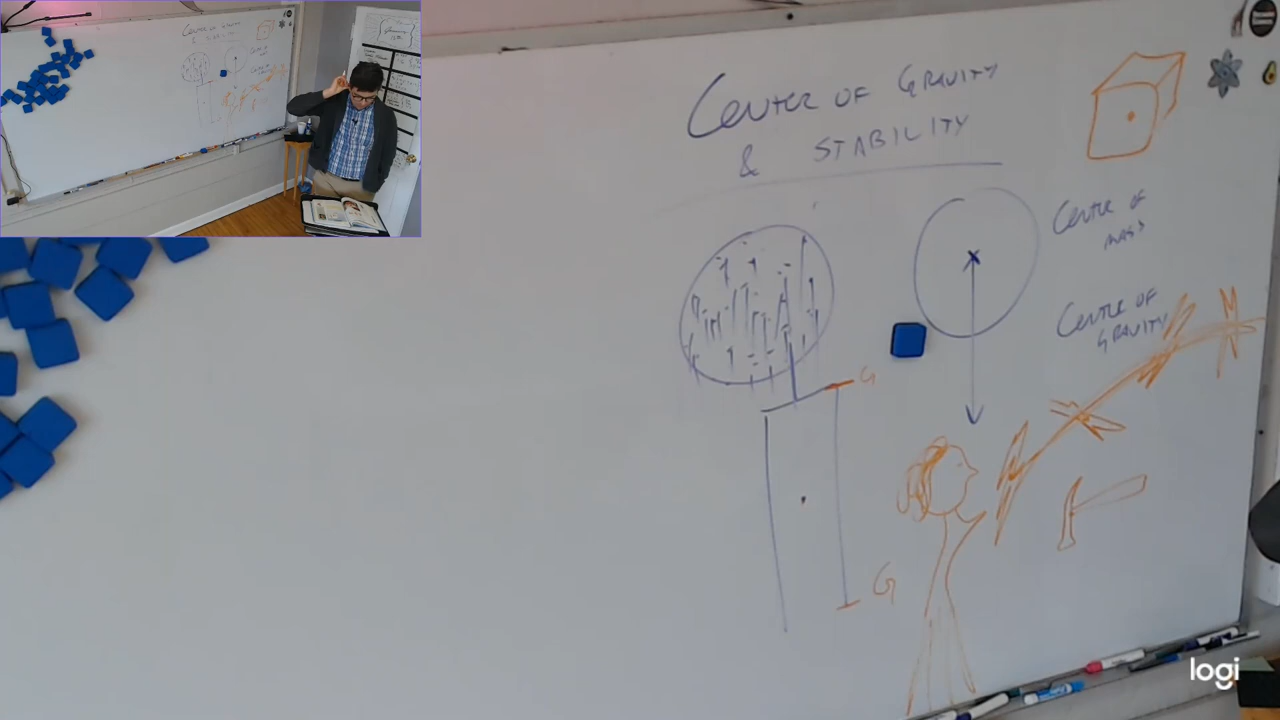 CENTER OF GRAVITY
& STABILITY
CENTER OF
MASS
CENTER OF
GRAVITY
G
G
logi